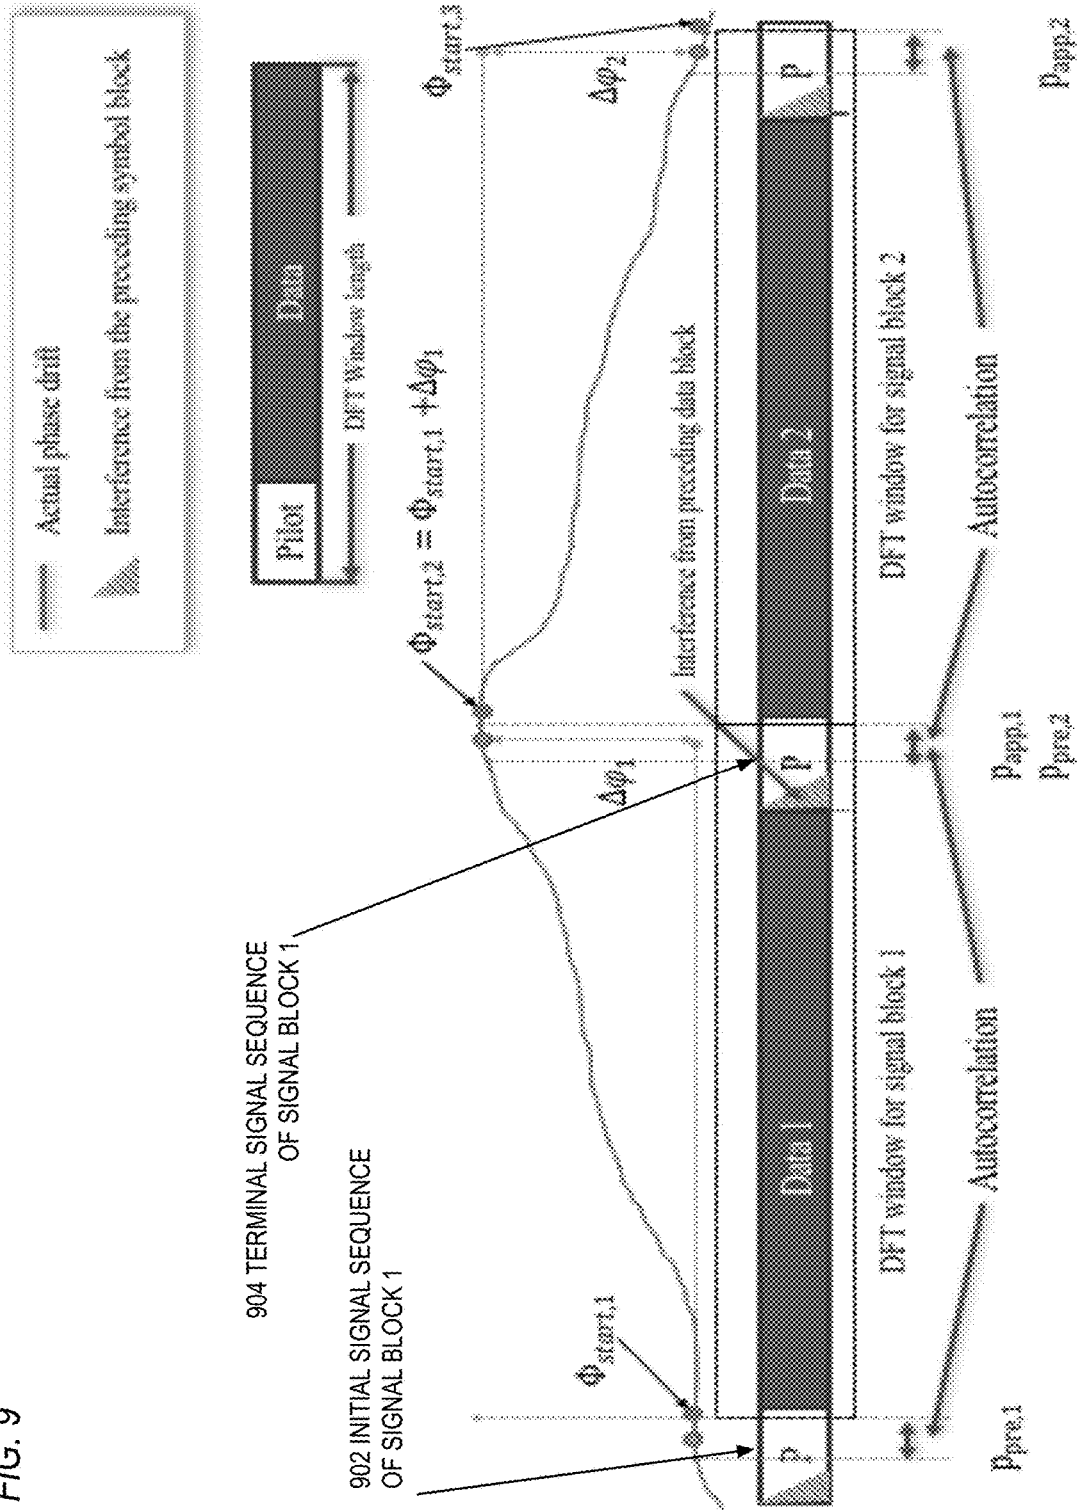 FIG. 9
Actual phase drift
Interference from the preceding symbol block
Pilot
Data
DFT Window length
904 TERMINAL SIGNAL SEQUENCE
OF SIGNAL BLOCK 1
902 INITIAL SIGNAL SEQUENCE
OF SIGNAL BLOCK 1
Φstart,1
Φstart,2 = Φstart,1 +Δφ1
Φstart,3
Δφ1
Δφ2
Interference from preceding data block
P
Data 1
P
Data 2
P
DFT window for signal block 1
DFT window for signal block 2
Autocorrelation
Autocorrelation
Ppre,1
Papp,1
Ppre,2
Papp,2